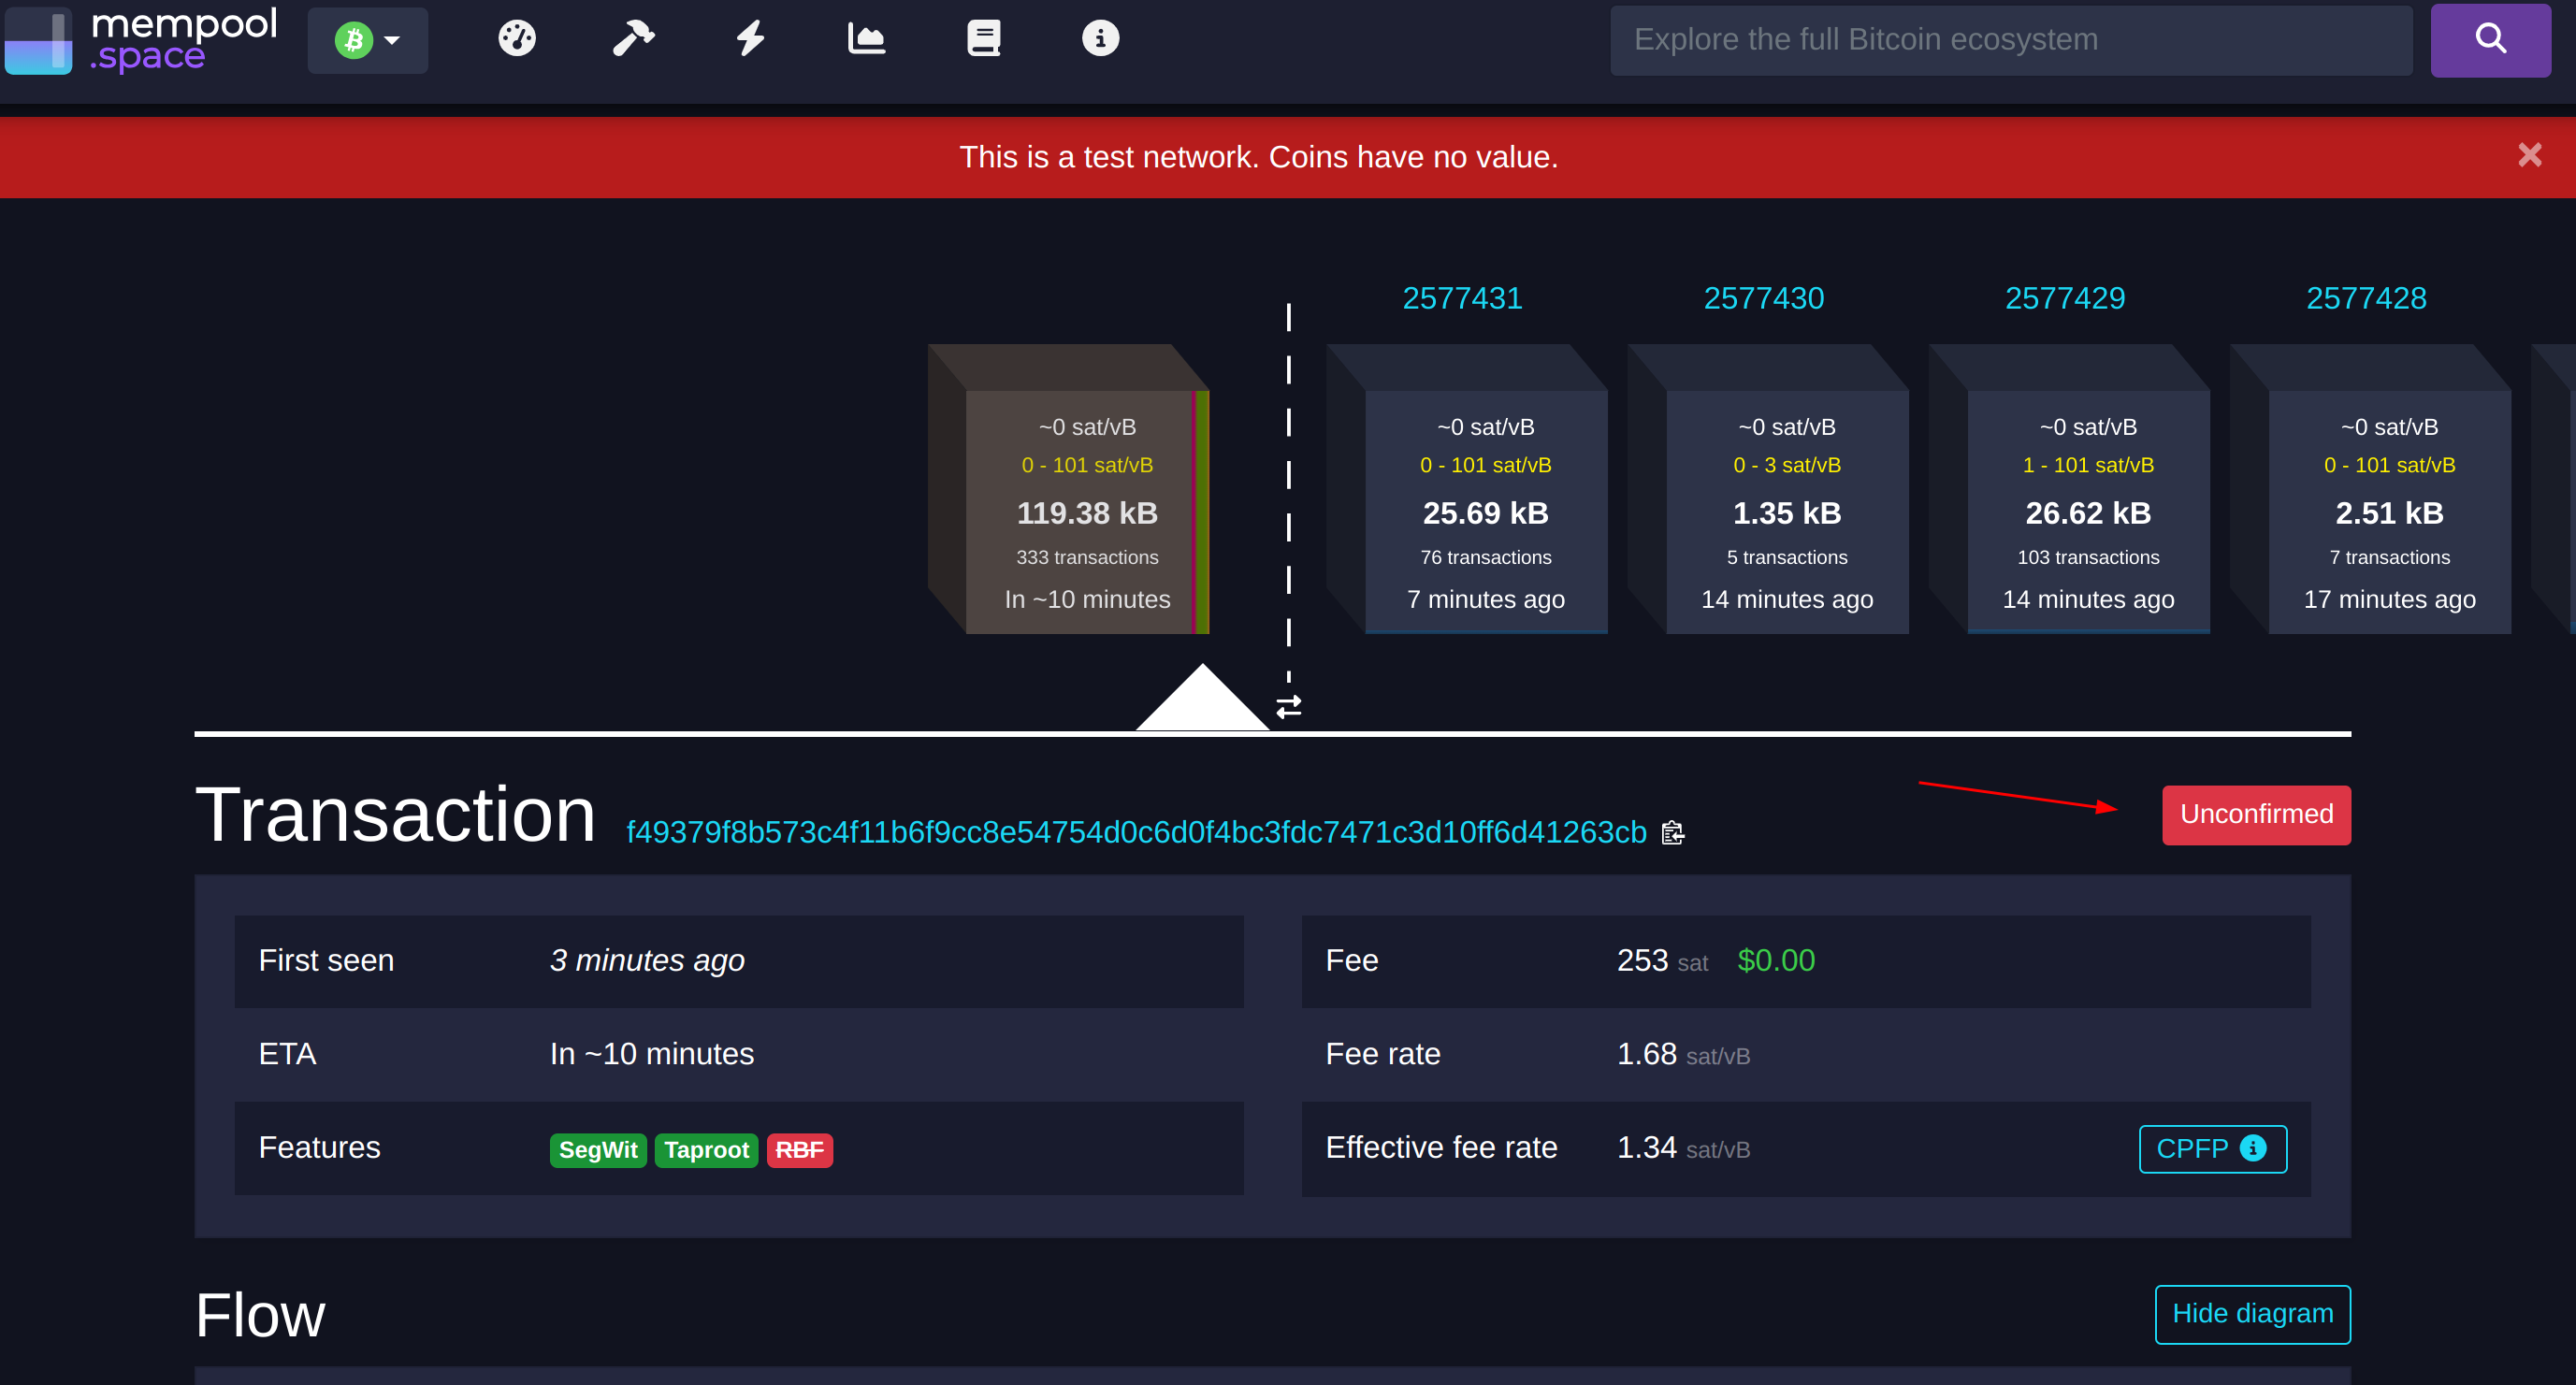 mempool
.space
Explore the full Bitcoin ecosystem
This is a test network. Coins have no value.
2577431
2577430
2577429
2577428
~0 sat/vB
0 - 101 sat/vB
119.38 kB
333 transactions
In ~10 minutes
~0 sat/vB
0 - 101 sat/vB
25.69 kB
76 transactions
7 minutes ago
~0 sat/vB
0 - 3 sat/vB
1.35 kB
5 transactions
14 minutes ago
~0 sat/vB
1 - 101 sat/vB
26.62 kB
103 transactions
14 minutes ago
~0 sat/vB
0 - 101 sat/vB
2.51 kB
7 transactions
17 minutes ago
Transaction f49379f8b573c4f11b6f9cc8e54754d0c6d0f4bc3fdc7471c3d10ff6d41263cb Unconfirmed
First seen 3 minutes ago
ETA In ~10 minutes
Features SegWit Taproot RBF
Fee 253 sat $0.00
Fee rate 1.68 sat/vB
Effective fee rate 1.34 sat/vB CPFP
Flow Hide diagram